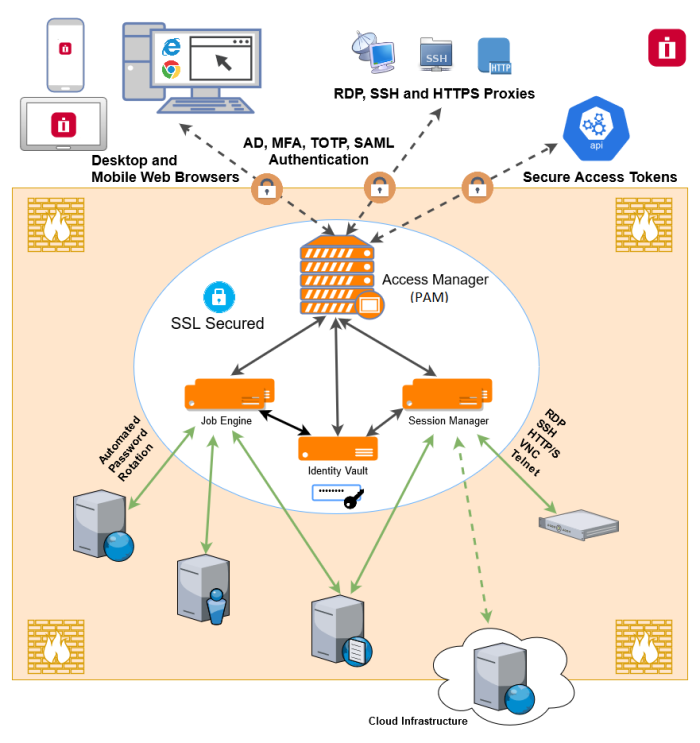 SSH
HTTP
RDP, SSH and HTTPS Proxies
AD, MFA, TOTP, SAML
Authentication
api
Desktop and
Mobile Web Browsers
Secure Access Tokens
Access Manager
(PAM)
SSL Secured
Job Engine
Session Manager
Identity Vault
Automated
Password
Rotation
RDP
SSH
HTTP/S
VNC
Telnet
Cloud Infrastructure